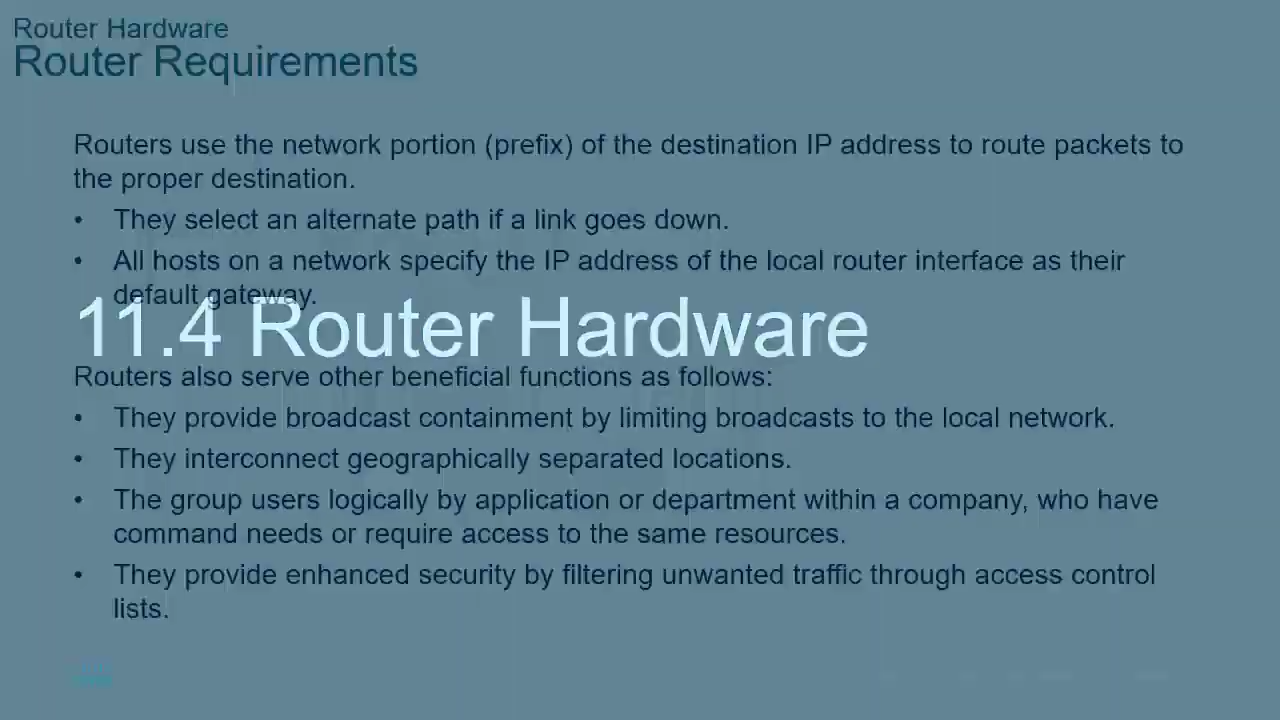 Router Hardware
Router Requirements
Routers use the network portion (prefix) of the destination IP address to route packets to
the proper destination.
• They select an alternate path if a link goes down.
• All hosts on a network specify the IP address of the local router interface as their
default gateway.
11.4 Router Hardware
Routers also serve other beneficial functions as follows:
• They provide broadcast containment by limiting broadcasts to the local network.
• They interconnect geographically separated locations.
• The group users logically by application or department within a company, who have
command needs or require access to the same resources.
• They provide enhanced security by filtering unwanted traffic through access control
lists.